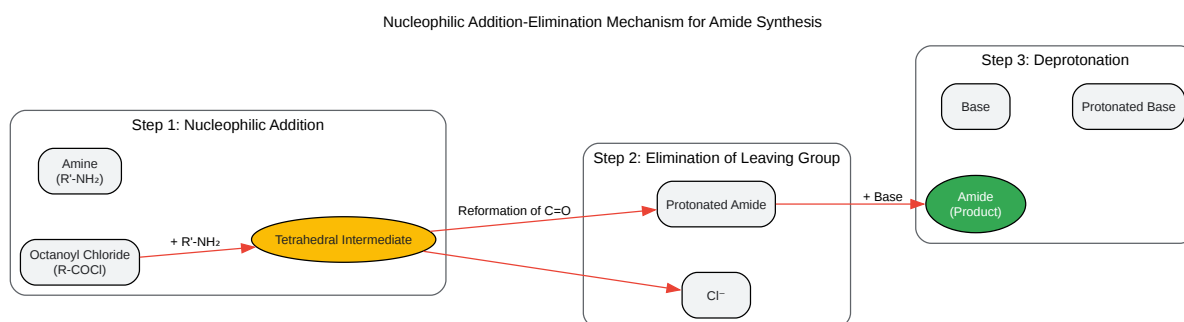 Nucleophilic Addition-Elimination Mechanism for Amide Synthesis
Step 1: Nucleophilic Addition
Amine
(R'-NH₂)
Octanoyl Chloride
(R-COCl)
+ R'-NH₂
Tetrahedral Intermediate
Reformation of C=O
Step 2: Elimination of Leaving Group
Protonated Amide
Cl⁻
+ Base
Step 3: Deprotonation
Base
Protonated Base
Amide
(Product)